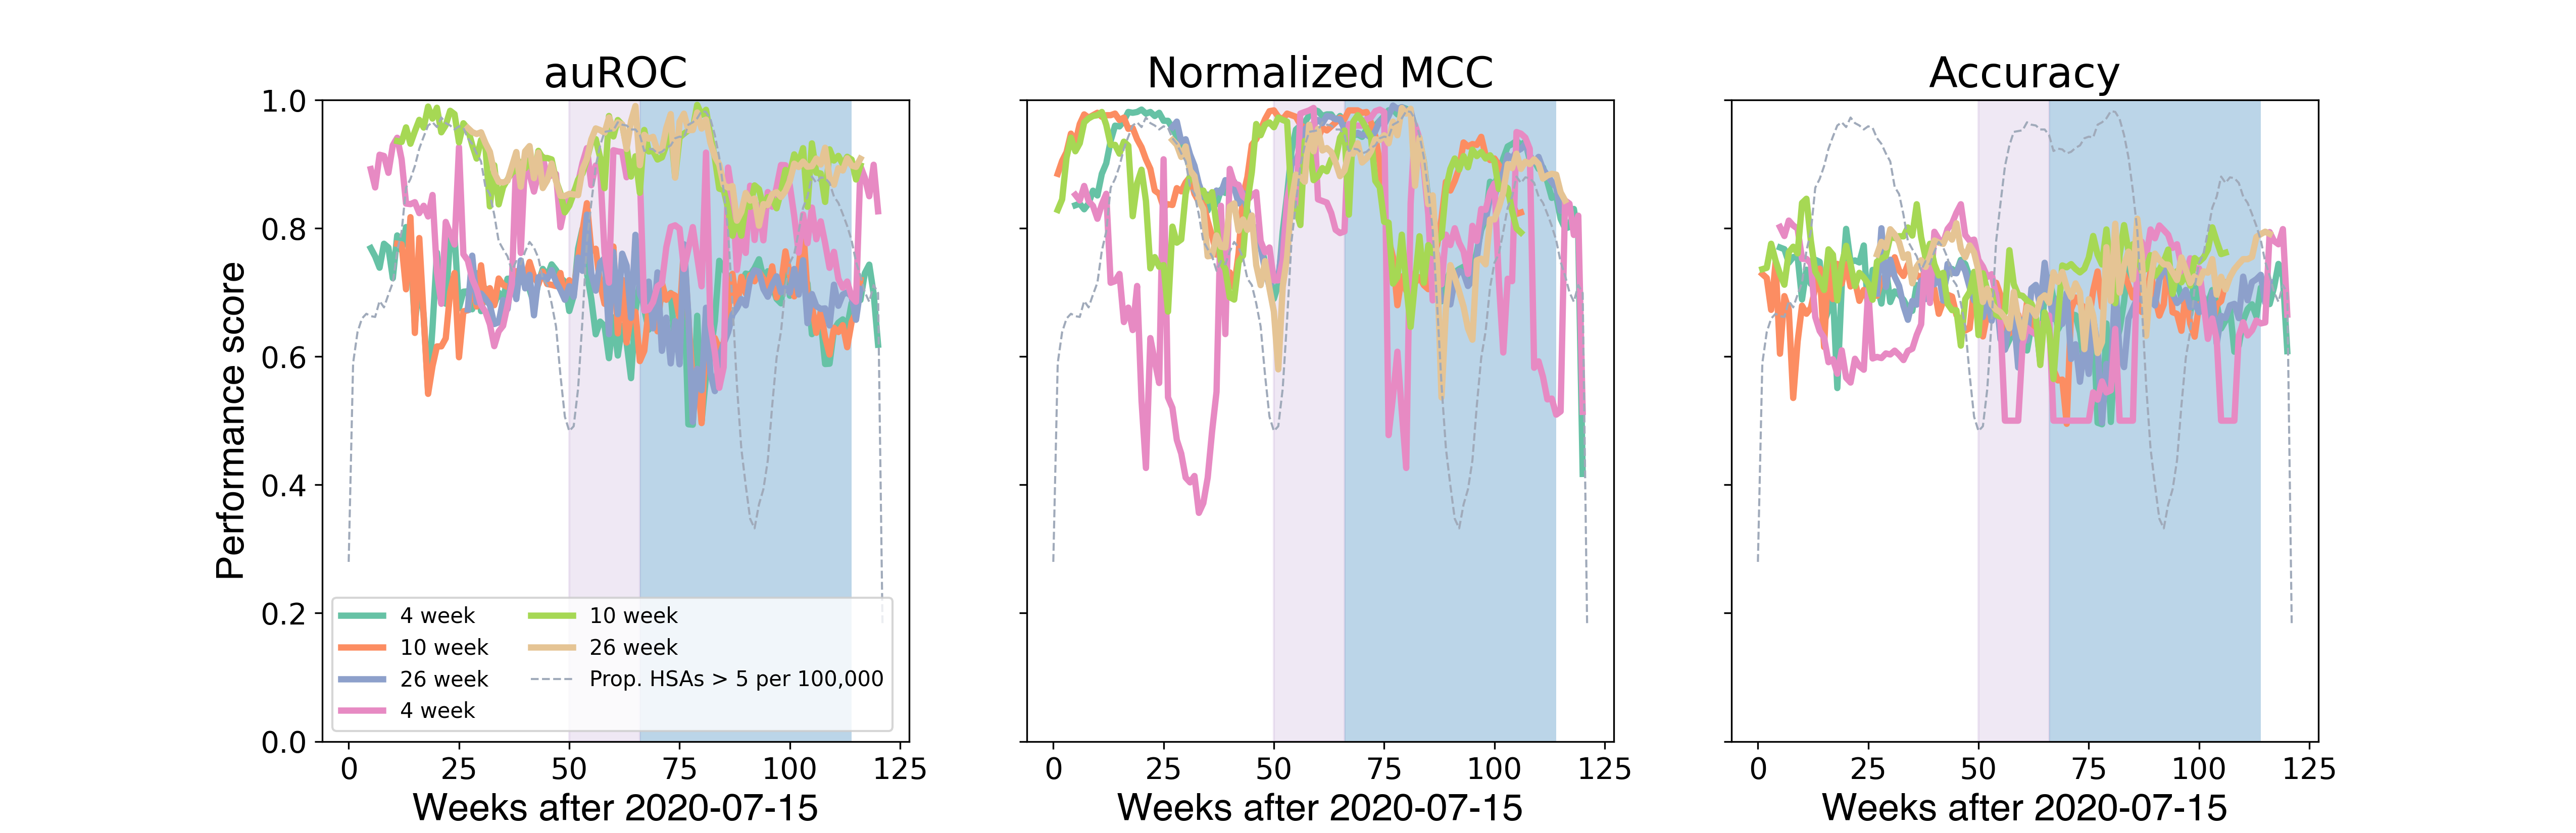 auROC
Normalized MCC
Accuracy
Performance score
1.0
0.8
0.6
0.4
0.2
0.0
4 week
10 week
26 week
4 week
10 week
26 week
Prop. HSAs > 5 per 100,000
0 25 50 75 100 125
0 25 50 75 100 125
0 25 50 75 100 125
Weeks after 2020-07-15
Weeks after 2020-07-15
Weeks after 2020-07-15